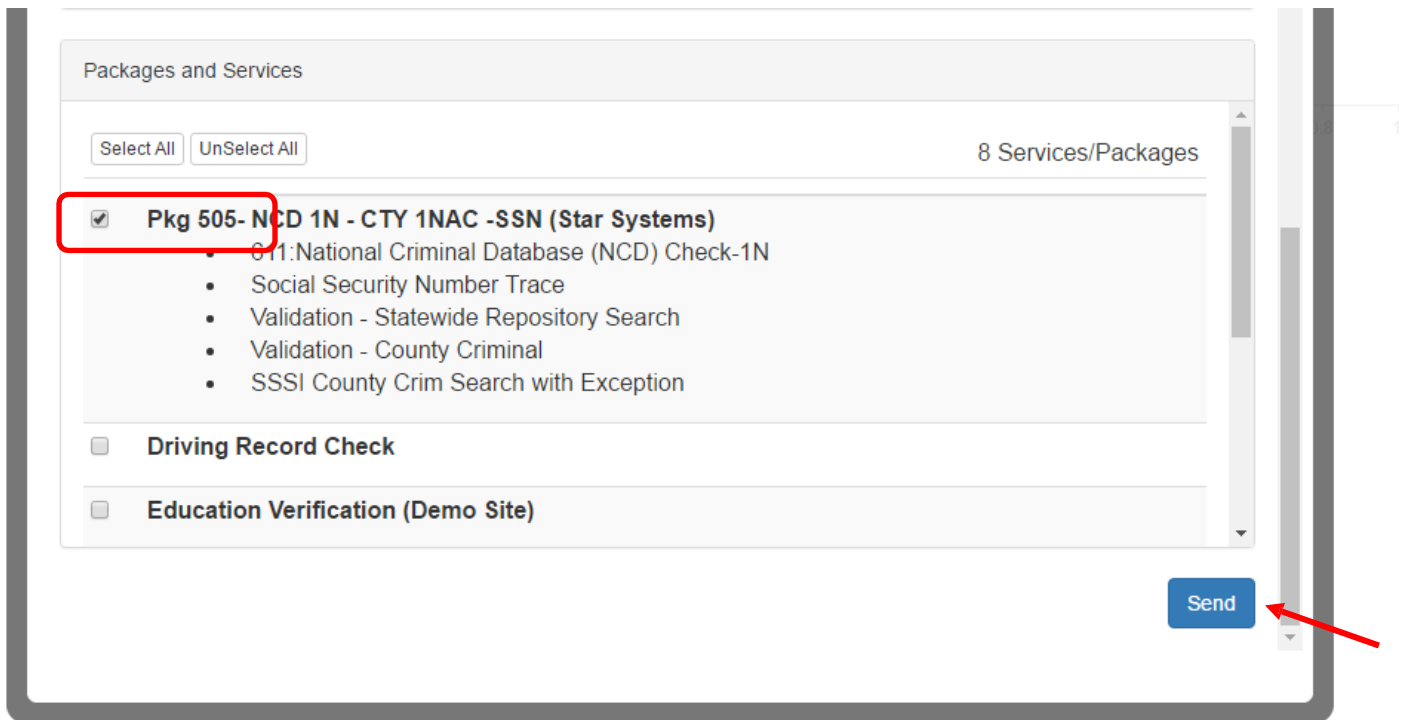 Packages and Services
Select All UnSelect All 8 Services/Packages
Pkg 505- NCD 1N - CTY 1NAC -SSN (Star Systems)
• 611:National Criminal Database (NCD) Check-1N
• Social Security Number Trace
• Validation - Statewide Repository Search
• Validation - County Criminal
• SSSI County Crim Search with Exception
Driving Record Check
Education Verification (Demo Site)
Send